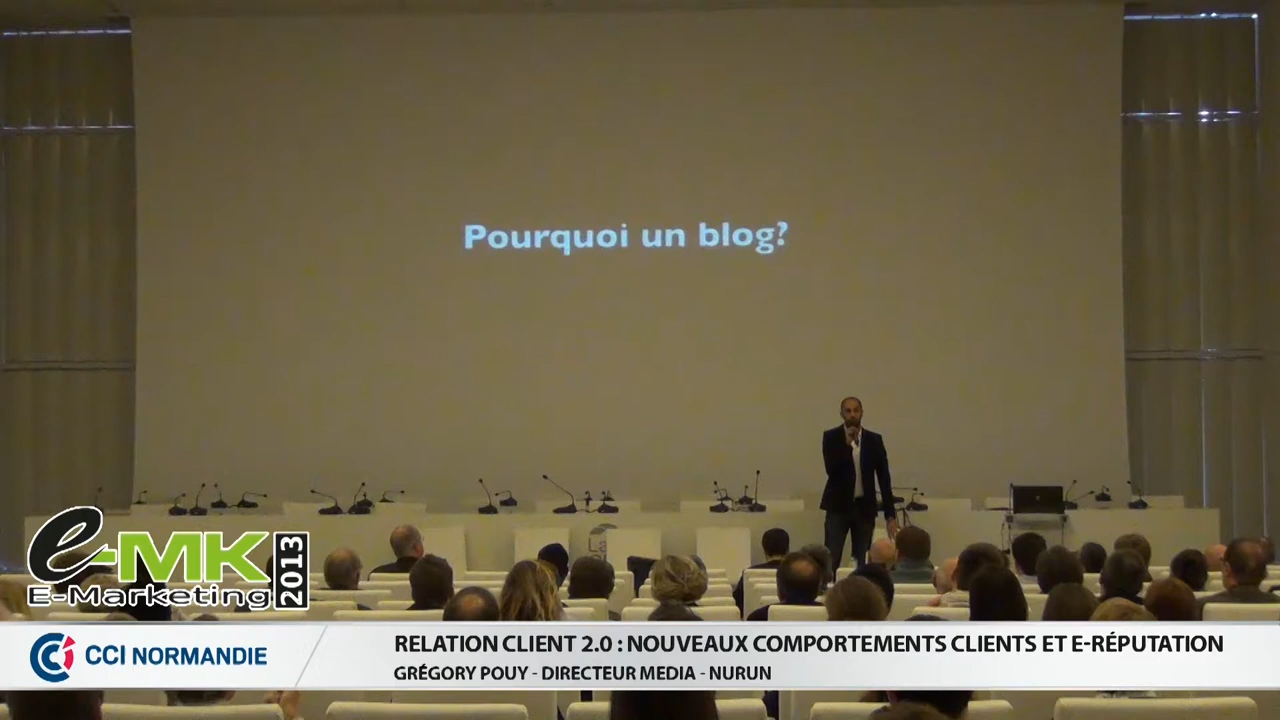 Pourquoi un blog?
e-MK
E-Marketing
2013
CCI NORMANDIE
RELATION CLIENT 2.0 : NOUVEAUX COMPORTEMENTS CLIENTS ET E-RÉPUTATION
GRÉGORY POUY - DIRECTEUR MEDIA - NURUN